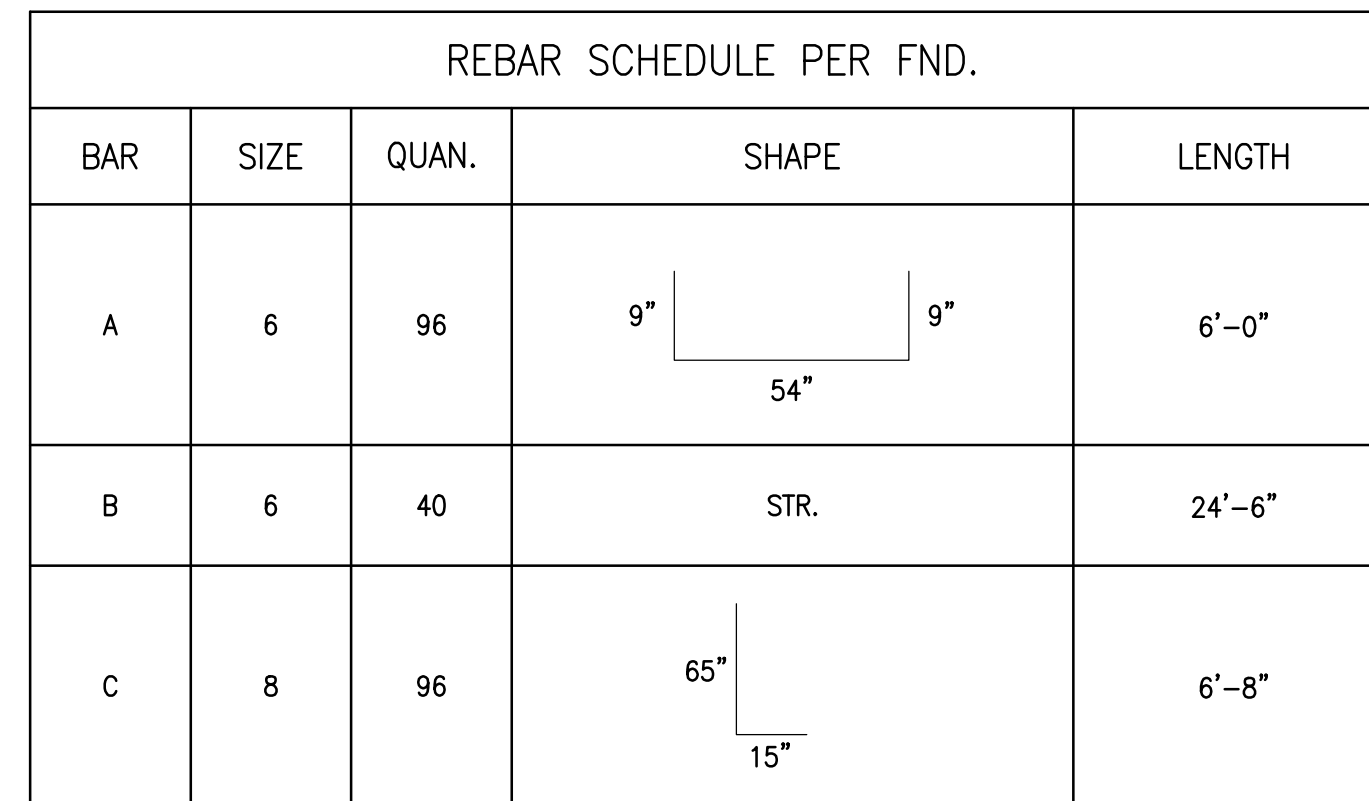 REBAR SCHEDULE PER FND.
BAR SIZE QUAN. SHAPE LENGTH
A 6 96 9” 9” 6’–0”
54”
B 6 40 STR. 24’–6”
C 8 96 65” 6’–8”
15”